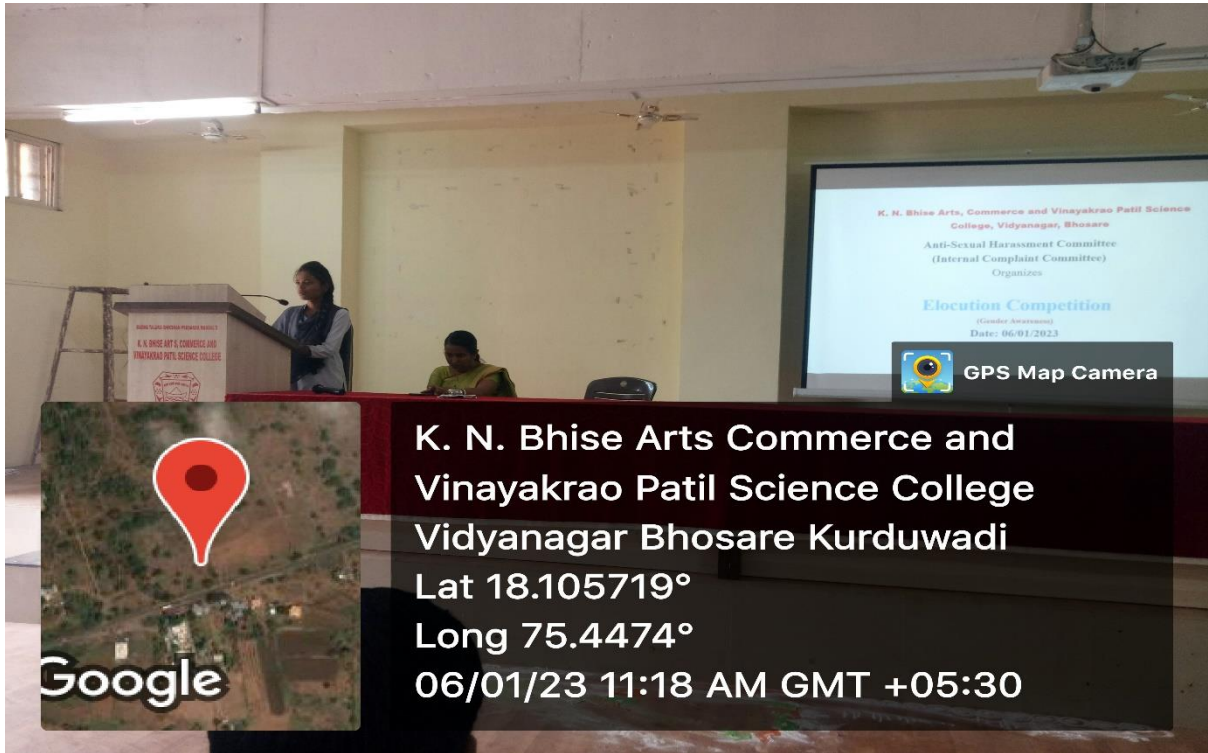 K. N. Bhise Arts, Commerce and Vinayakrao Patil Science
College, Vidyanagar, Bhosare
Anti-Sexual Harassment Committee
(Internal Complaint Committee)
Organizes
Elocution Competition
(Gender Awareness)
Date: 06/01/2023
K. N. BHISE ART S, COMMERCE AND
VINAYAKRAO PATIL SCIENCE COLLEGE
GPS Map Camera
K. N. Bhise Arts Commerce and
Vinayakrao Patil Science College
Vidyanagar Bhosare Kurduwadi
Lat 18.105719°
Long 75.4474°
06/01/23 11:18 AM GMT +05:30
Google